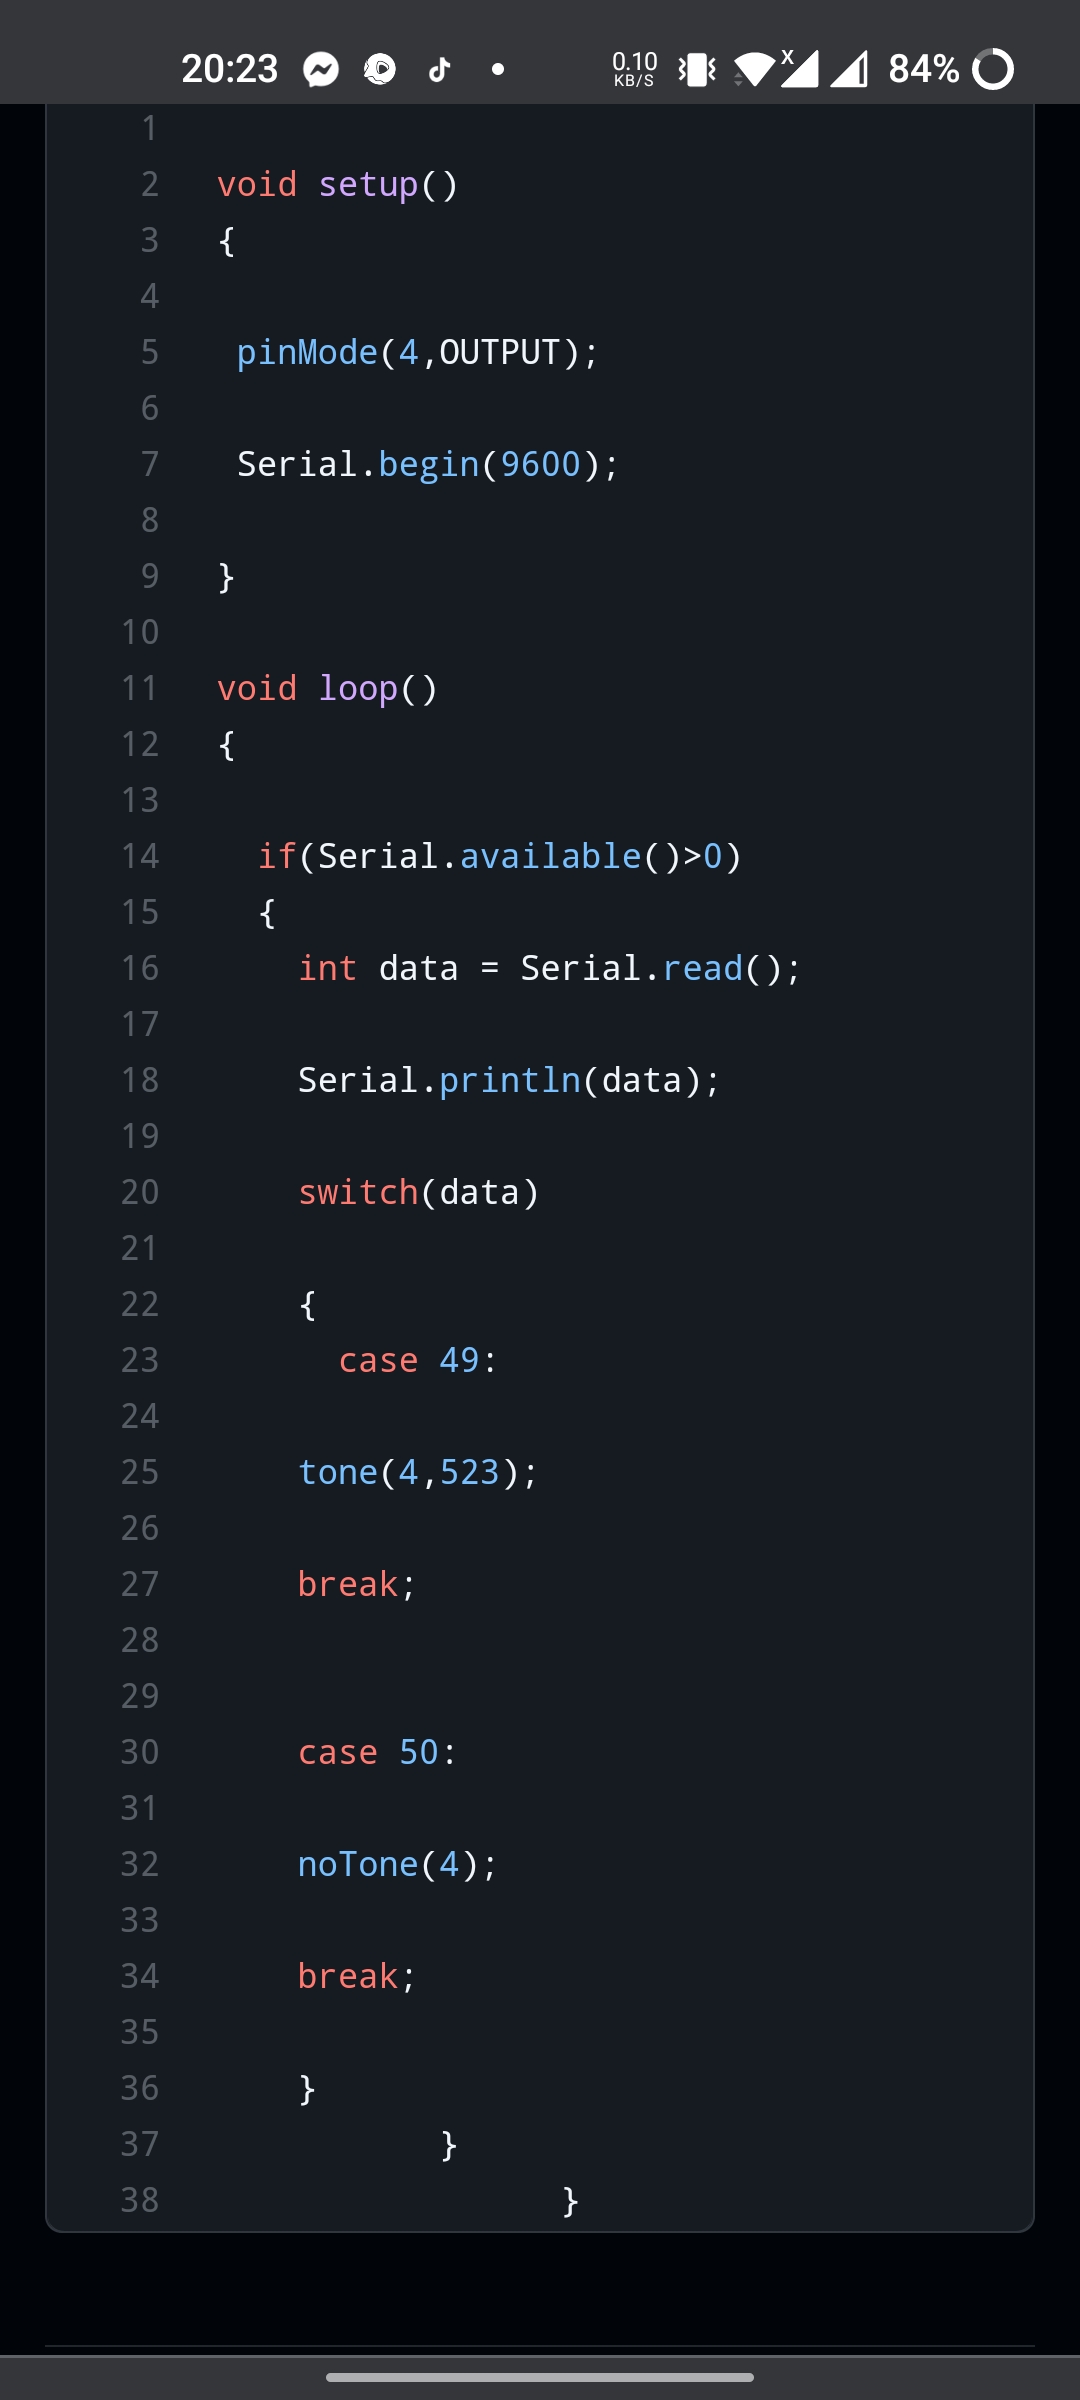 20:23 0.10 KB/S X 84%
1
2 void setup()
3 {
4
5 pinMode(4,OUTPUT);
6
7 Serial.begin(9600);
8
9 }
10
11 void loop()
12 {
13
14 if(Serial.available()>0)
15 {
16 int data = Serial.read();
17
18 Serial.println(data);
19
20 switch(data)
21
22 {
23 case 49:
24
25 tone(4,523);
26
27 break;
28
29
30 case 50:
31
32 noTone(4);
33
34 break;
35
36 }
37 }
38 }